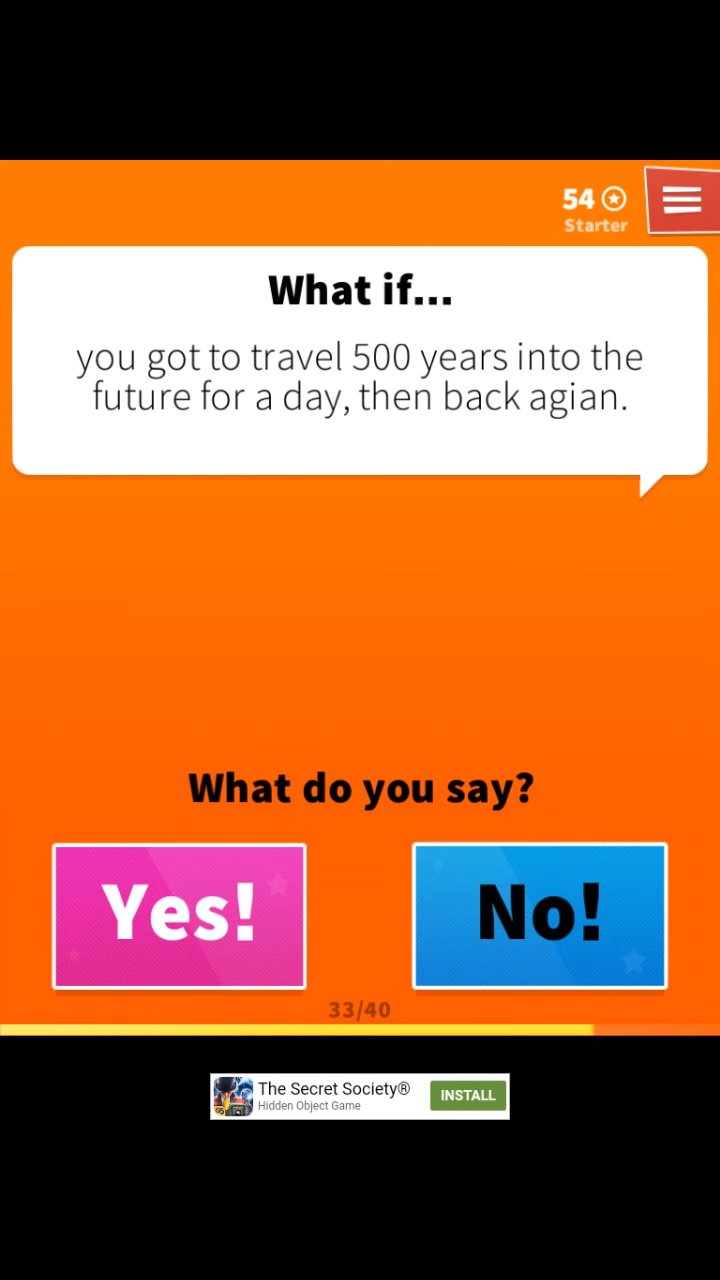 54
Starter
What if...
you got to travel 500 years into the
future for a day, then back agian.
What do you say?
Yes!
No!
33/40
The Secret Society®
Hidden Object Game
INSTALL